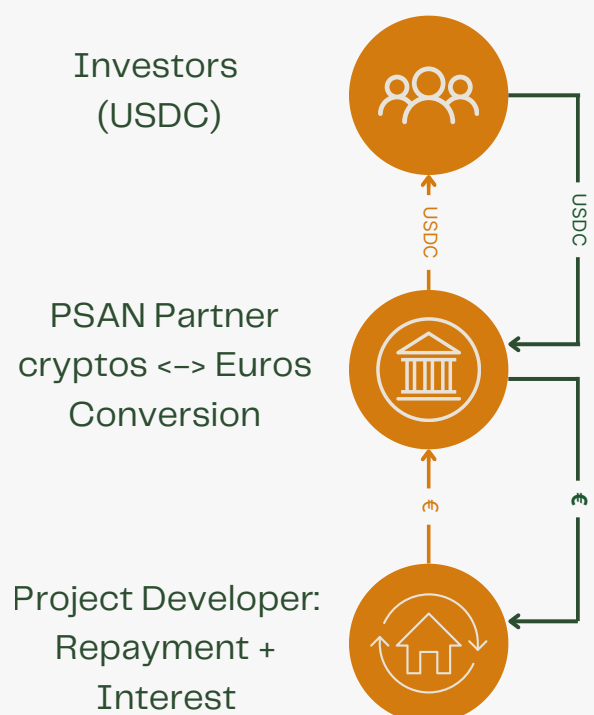 Investors
(USDC)
USDC
USDC
PSAN Partner
cryptos <-> Euros
Conversion
€
€
Project Developer:
Repayment +
Interest